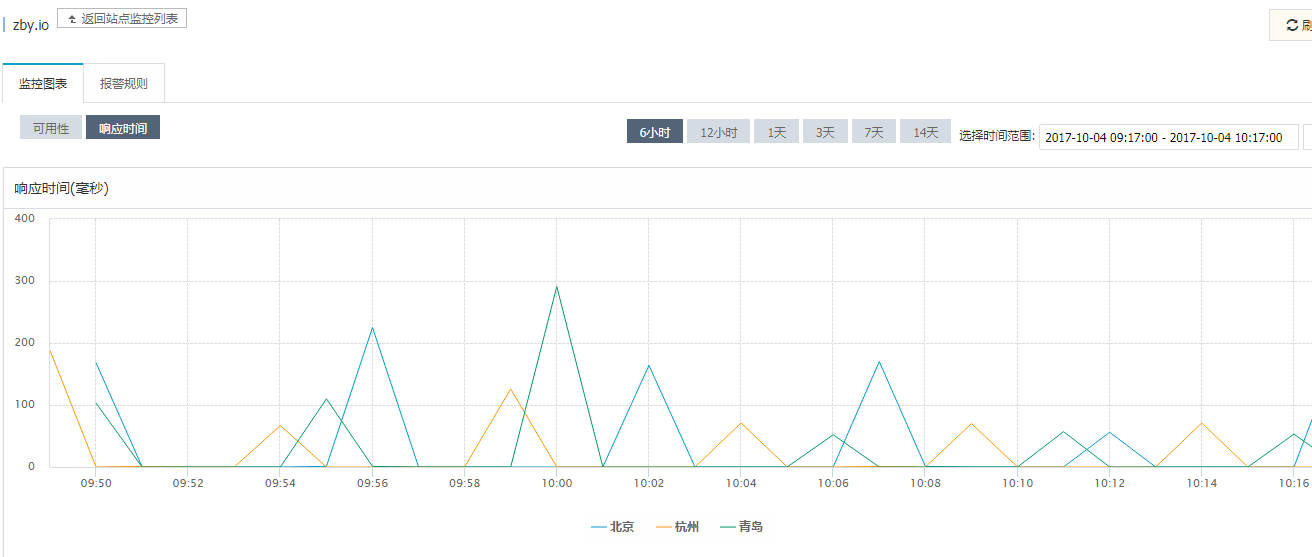 zby.io 返回站点监控列表 刷
监控图表 报警规则
可用性 响应时间 6小时 12小时 1天 3天 7天 14天 选择时间范围: 2017-10-04 09:17:00 - 2017-10-04 10:17:00
响应时间(毫秒)
400
300
200
100
0
09:50 09:52 09:54 09:56 09:58 10:00 10:02 10:04 10:06 10:08 10:10 10:12 10:14 10:16
北京 杭州 青岛